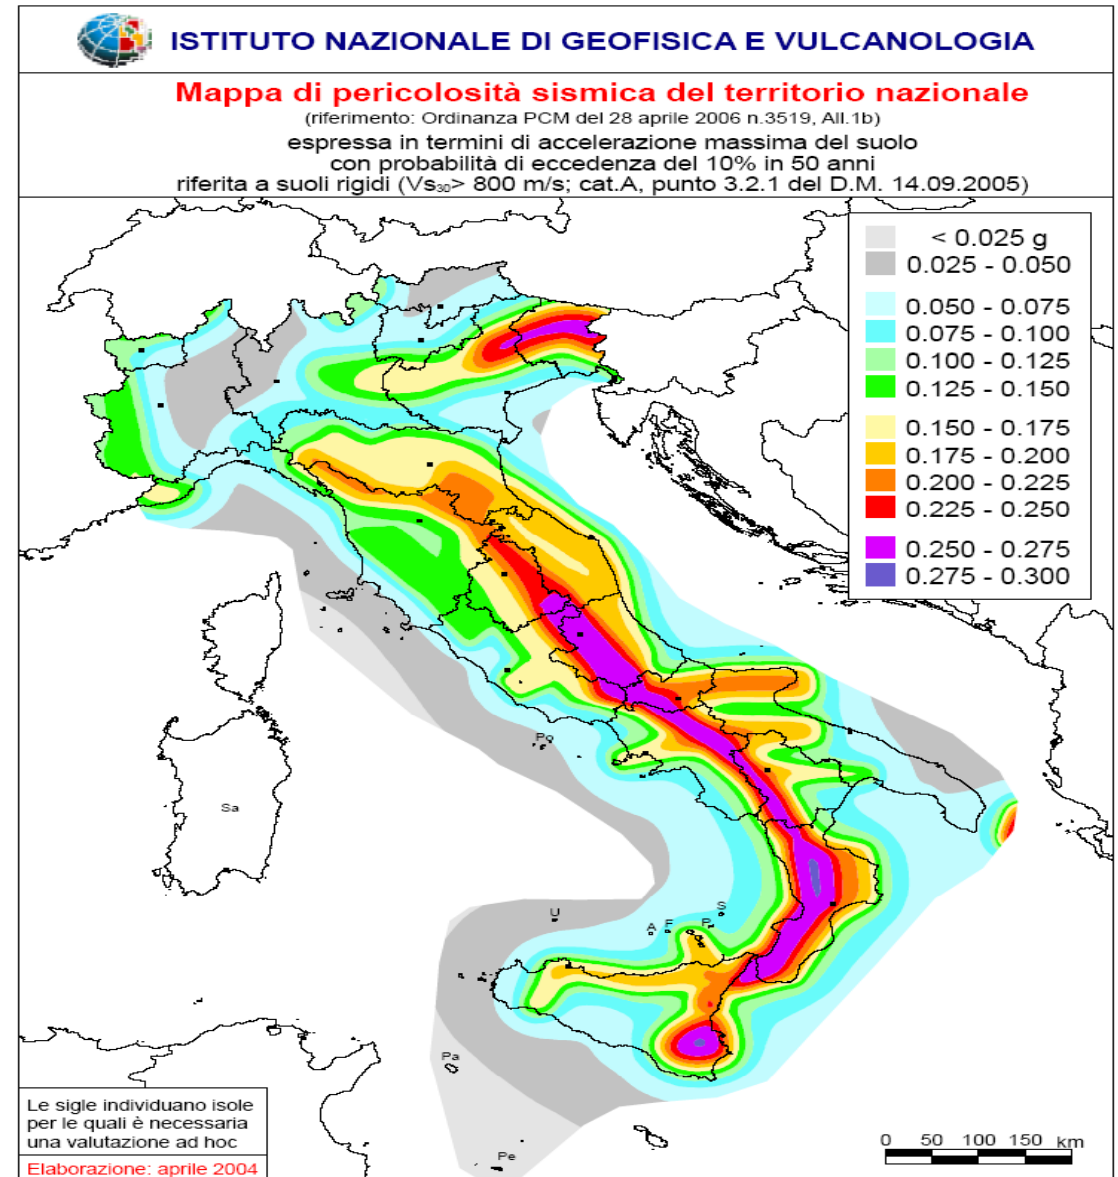 ISTITUTO NAZIONALE DI GEOFISICA E VULCANOLOGIA
Mappa di pericolosità sismica del territorio nazionale
(riferimento: Ordinanza PCM del 28 aprile 2006 n.3519, All.1b)
espressa in termini di accelerazione massima del suolo
con probabilità di eccedenza del 10% in 50 anni
riferita a suoli rigidi (Vs30> 800 m/s; cat.A, punto 3.2.1 del D.M. 14.09.2005)
< 0.025 g
0.025 - 0.050
0.050 - 0.075
0.075 - 0.100
0.100 - 0.125
0.125 - 0.150
0.150 - 0.175
0.175 - 0.200
0.200 - 0.225
0.225 - 0.250
0.250 - 0.275
0.275 - 0.300
Po
Sa
U
A
F
P
S
Pa
Pe
Le sigle individuano isole
per le quali è necessaria
una valutazione ad hoc
Elaborazione: aprile 2004
0 50 100 150 km